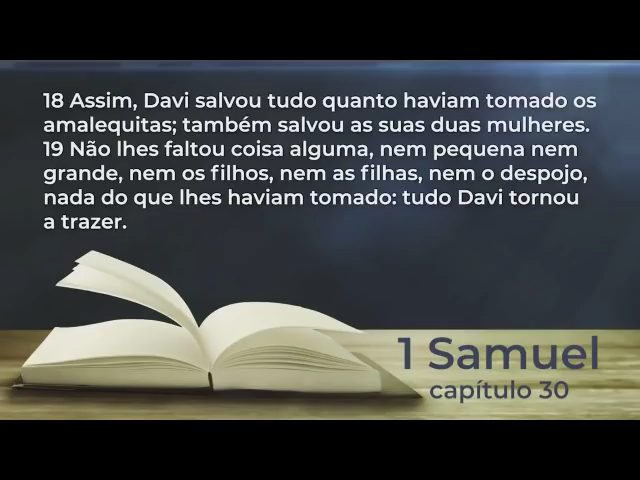 18 Assim, Davi salvou tudo quanto haviam tomado os
amalequitas; também salvou as suas duas mulheres.
19 Não lhes faltou coisa alguma, nem pequena nem
grande, nem os filhos, nem as filhas, nem o despojo,
nada do que lhes haviam tomado: tudo Davi tornou
a trazer.
1 Samuel
capítulo 30